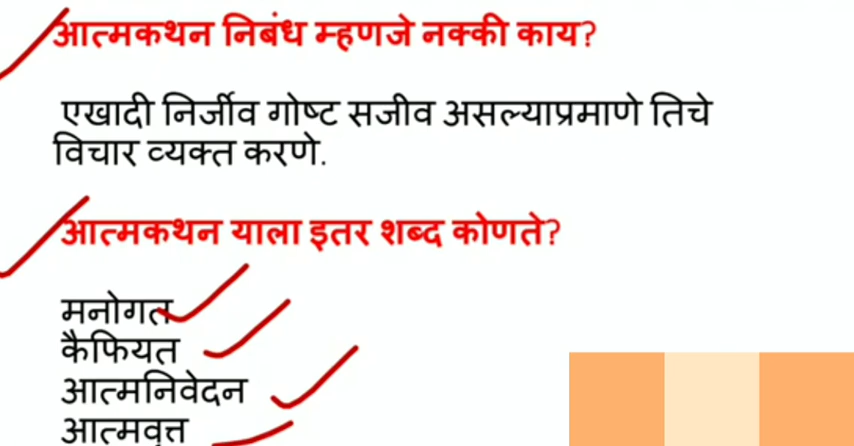 आत्मकथन निबंध म्हणजे नक्की काय?
एखादी निर्जीव गोष्ट सजीव असल्याप्रमाणे तिचे
विचार व्यक्त करणे.
आत्मकथन याला इतर शब्द कोणते?
मनोगत
कैफियत
आत्मनिवेदन
आत्मवृत्त